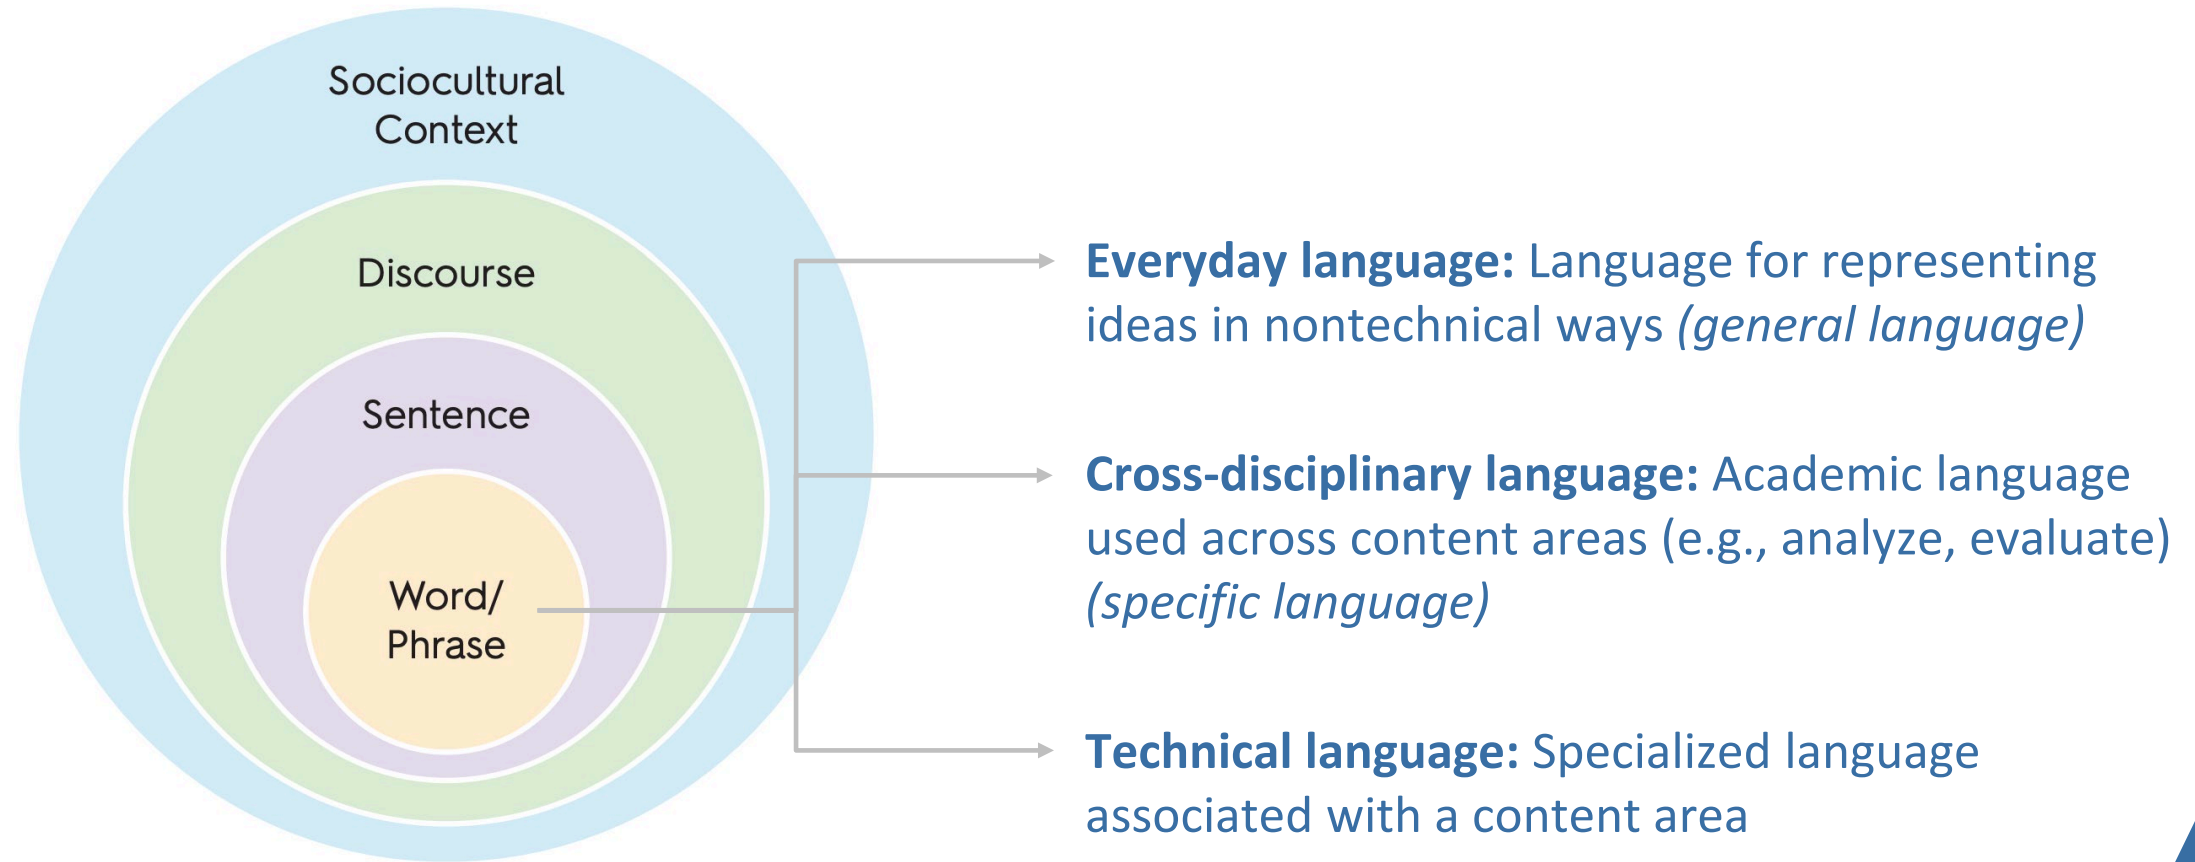 Sociocultural
Context
Discourse
Sentence
Word/
Phrase
Everyday language: Language for representing
ideas in nontechnical ways (general language)
Cross-disciplinary language: Academic language
used across content areas (e.g., analyze, evaluate)
(specific language)
Technical language: Specialized language
associated with a content area